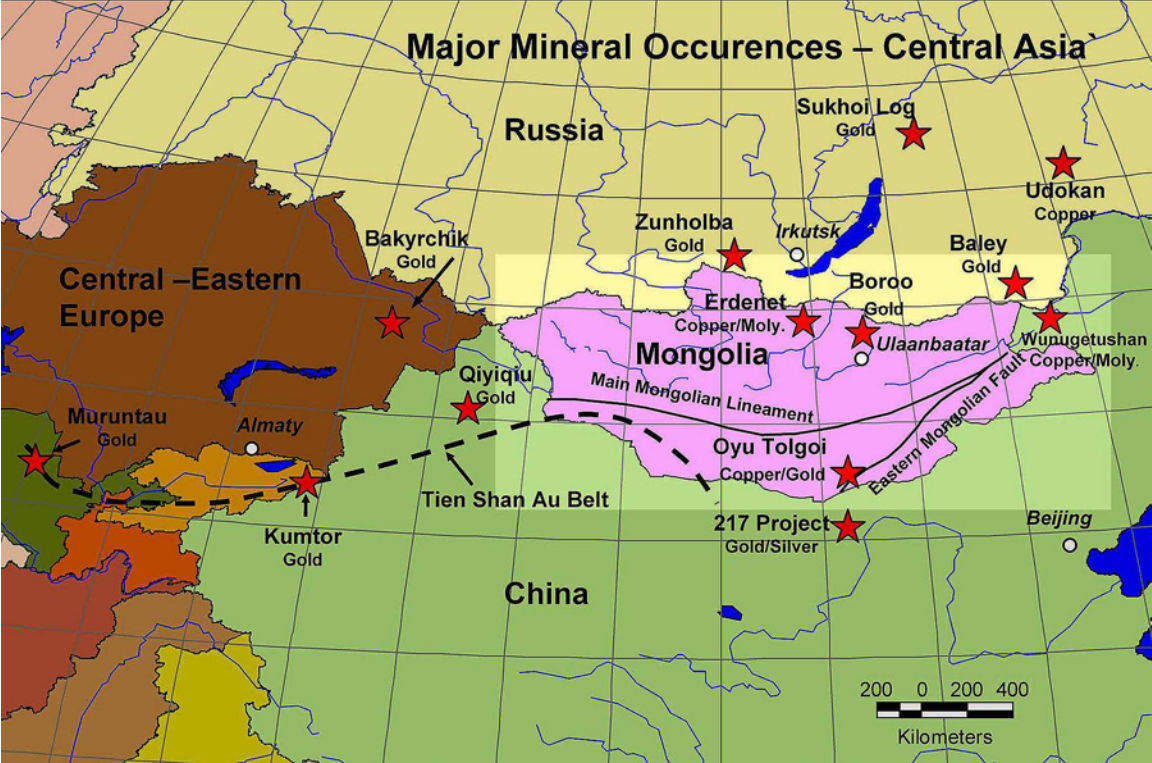 Major Mineral Occurences – Central Asia`
Sukhoi Log
Gold
Russia
Udokan
Copper
Zunholba
Gold
Irkutsk
Bakyrchik
Gold
Baley
Gold
Central –Eastern
Europe
Boroo
Gold
Erdenet
Copper/Moly.
Ulaanbaatar
Wunugetushan
Copper/Moly.
Mongolia
Qiyiqiu
Gold
Main Mongolian Lineament
Eastern Mongolian Fault
Muruntau
Gold
Almaty
Oyu Tolgoi
Copper/Gold
Tien Shan Au Belt
217 Project
Gold/Silver
Beijing
Kumtor
Gold
China
200 0 200 400
Kilometers